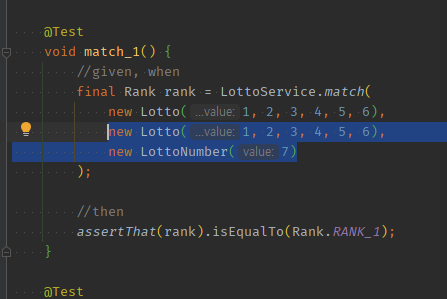 @Test
void match_1() {
//given, when
final Rank rank = LottoService.match(
new Lotto( ...value: 1, 2, 3, 4, 5, 6),
new Lotto( ...value: 1, 2, 3, 4, 5, 6),
new LottoNumber( value: 7)
);
//then
assertThat(rank).isEqualTo(Rank.RANK_1);
}
@Test